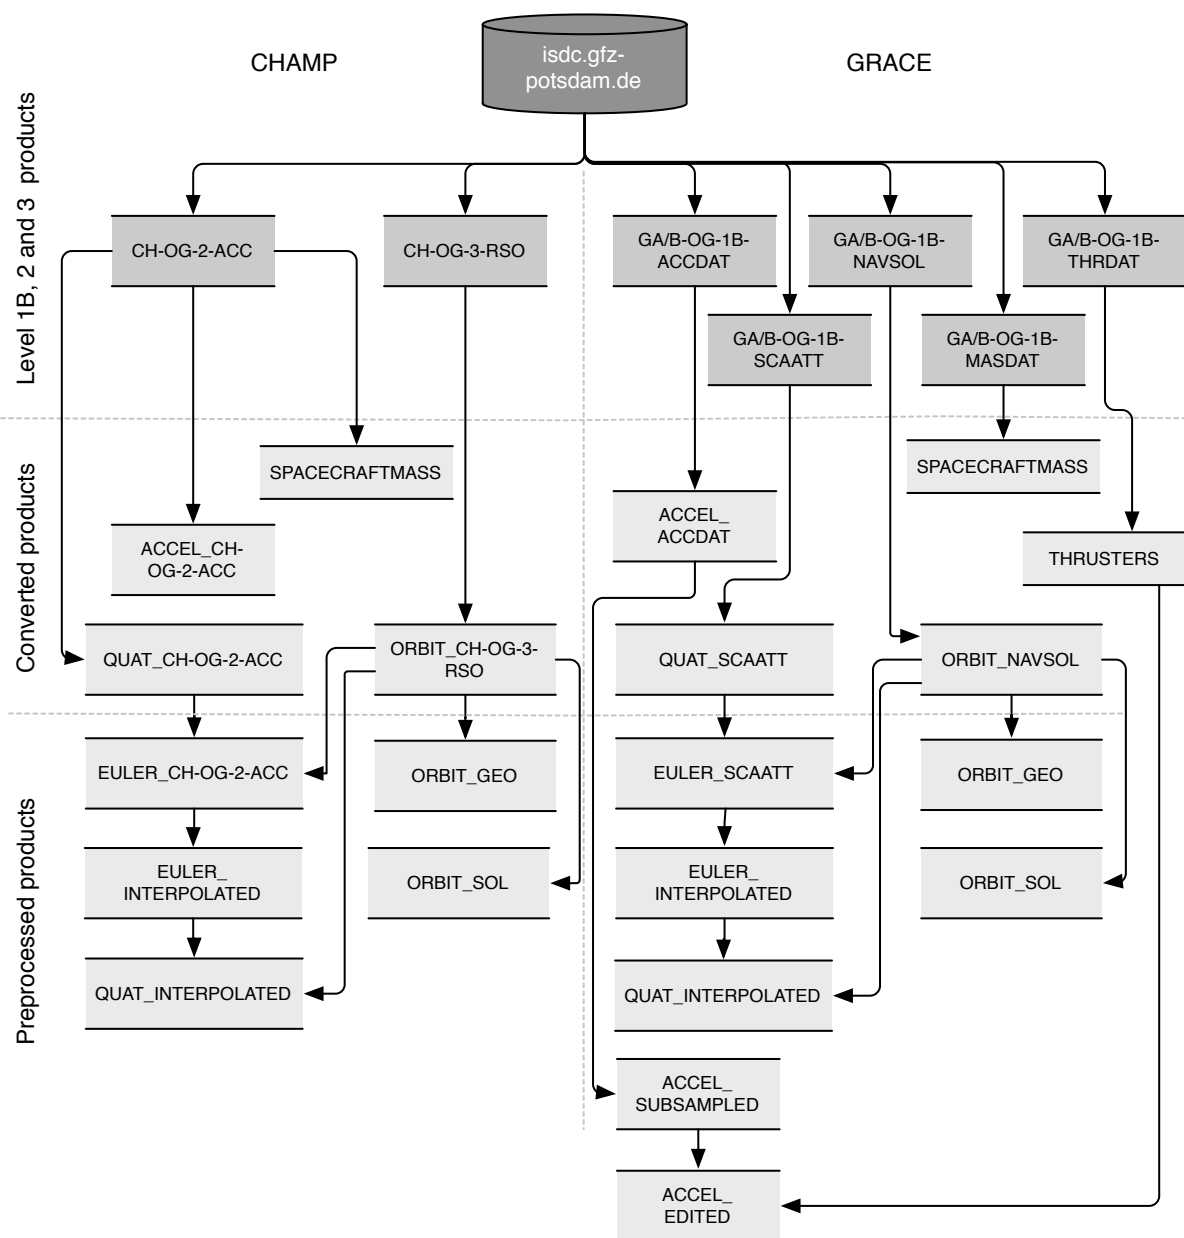 CHAMP
isdc.gfz-
potsdam.de
GRACE
Level 1B, 2 and 3 products
CH-OG-2-ACC
CH-OG-3-RSO
GA/B-OG-1B-
ACCDAT
GA/B-OG-1B-
NAVSOL
GA/B-OG-1B-
THRDAT
GA/B-OG-1B-
SCAATT
GA/B-OG-1B-
MASDAT
Converted products
SPACECRAFTMASS
SPACECRAFTMASS
ACCEL_
ACCDAT
ACCEL_CH-
OG-2-ACC
THRUSTERS
QUAT_CH-OG-2-ACC
ORBIT_CH-OG-3-
RSO
QUAT_SCAATT
ORBIT_NAVSOL
Preprocessed products
EULER_CH-OG-2-ACC
ORBIT_GEO
EULER_SCAATT
ORBIT_GEO
EULER_
INTERPOLATED
ORBIT_SOL
EULER_
INTERPOLATED
ORBIT_SOL
QUAT_INTERPOLATED
QUAT_INTERPOLATED
ACCEL_
SUBSAMPLED
ACCEL_
EDITED